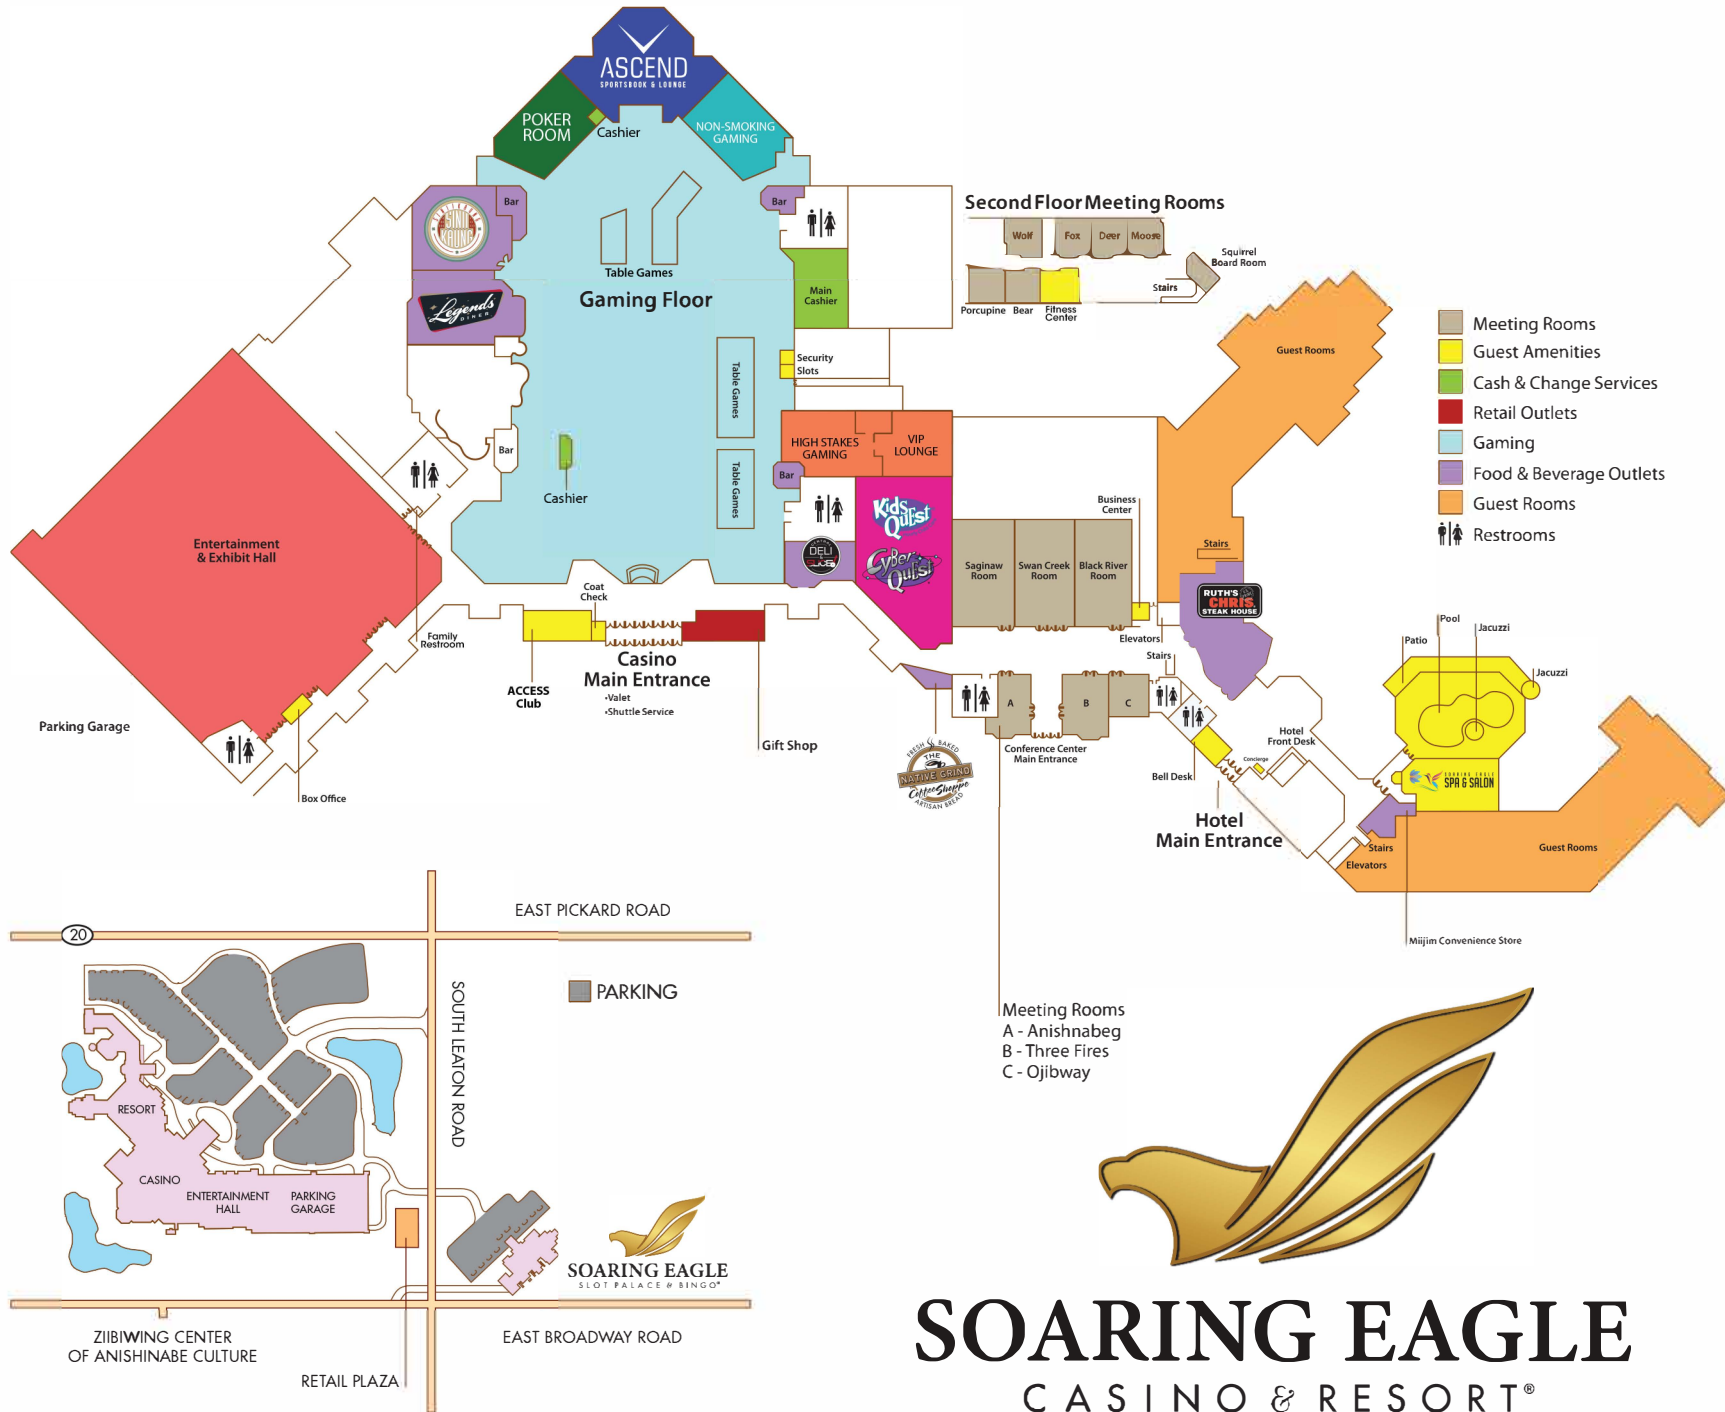 ASCEND
SPORTSBOOK & LOUNGE
POKER
ROOM
Cashier
NON-SMOKING
GAMING
Bar
Bar
SINIIKAUNG
Legends
DINER
Table Games
Gaming Floor
Main
Cashier
Security
Slots
Table Games
Table Games
HIGH STAKES
GAMING
VIP
LOUNGE
Bar
Bar
Cashier
Kids
Quest
Cyber
Quest
DELI
Second Floor Meeting Rooms
Wolf
Fox
Deer
Moose
Squirrel
Board Room
Stairs
Porcupine
Bear
Fitness
Center
Guest Rooms
Meeting Rooms
Guest Amenities
Cash & Change Services
Retail Outlets
Gaming
Food & Beverage Outlets
Guest Rooms
Restrooms
Entertainment
& Exhibit Hall
Business
Center
Saginaw
Room
Swan Creek
Room
Black River
Room
Stairs
RUTH'S
CHRIS
STEAK HOUSE
Elevators
Stairs
Coat
Check
Family
Restroom
ACCESS
Club
Casino
Main Entrance
•Valet
•Shuttle Service
Gift Shop
Parking Garage
Box Office
FRESH BAKED
THE
NATIVE GRIND
Coffee Shoppe
ARTISAN BREAD
A
B
C
Conference Center
Main Entrance
Bell Desk
Concierge
Hotel
Front Desk
Hotel
Main Entrance
Pool
Jacuzzi
Patio
Jacuzzi
SOARING EAGLE
SPA & SALON
Stairs
Elevators
Guest Rooms
Miijim Convenience Store
Meeting Rooms
A - Anishnabeg
B - Three Fires
C - Ojibway
EAST PICKARD ROAD
20
PARKING
SOUTH LEATON ROAD
RESORT
CASINO
ENTERTAINMENT
HALL
PARKING
GARAGE
SOARING EAGLE
SLOT PALACE & BINGO
ZIIBIWING CENTER
OF ANISHINABE CULTURE
EAST BROADWAY ROAD
RETAIL PLAZA
SOARING EAGLE
CASINO & RESORT®